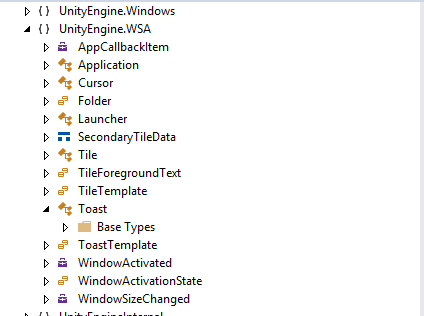 { } UnityEngine.Windows
{ } UnityEngine.WSA
AppCallbackItem
Application
Cursor
Folder
Launcher
SecondaryTileData
Tile
TileForegroundText
TileTemplate
Toast
Base Types
ToastTemplate
WindowActivated
WindowActivationState
WindowSizeChanged
{ } UnityEngineInternal